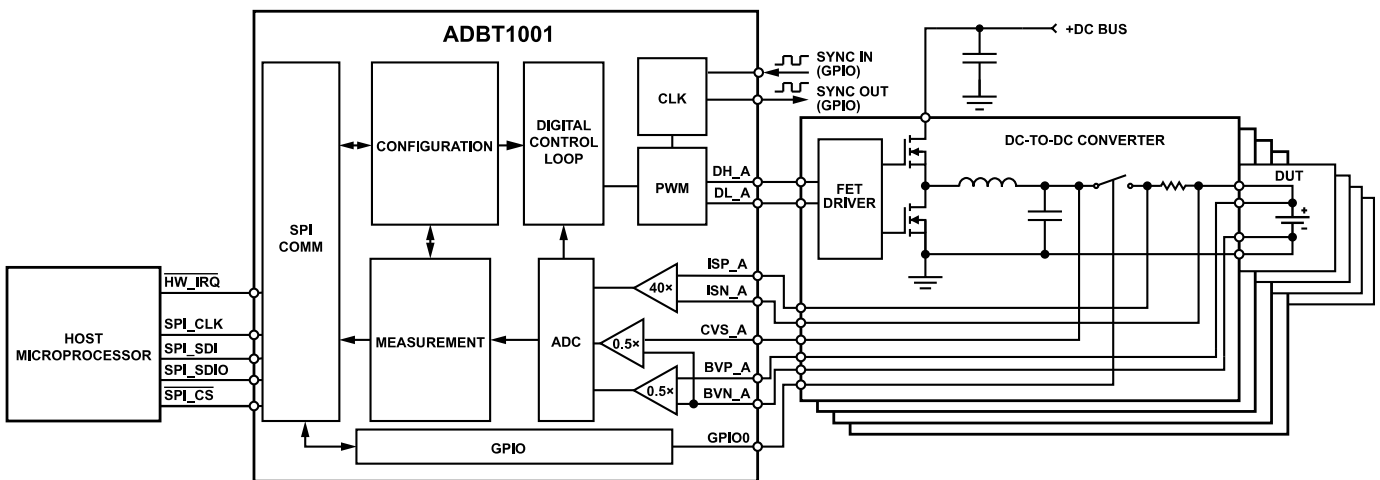 ADBT1001
+DC BUS
SYNC IN
(GPIO)
SYNC OUT
(GPIO)
CLK
CONFIGURATION
DIGITAL
CONTROL
LOOP
PWM
DH_A
DL_A
DC-TO-DC CONVERTER
FET
DRIVER
DUT
+
-
SPI
COMM
HOST
MICROPROCESSOR
HW_IRQ
SPI_CLK
SPI_SDI
SPI_SDIO
SPI_CS
MEASUREMENT
ADC
40×
0.5×
0.5×
ISP_A
ISN_A
CVS_A
BVP_A
BVN_A
GPIO0
GPIO